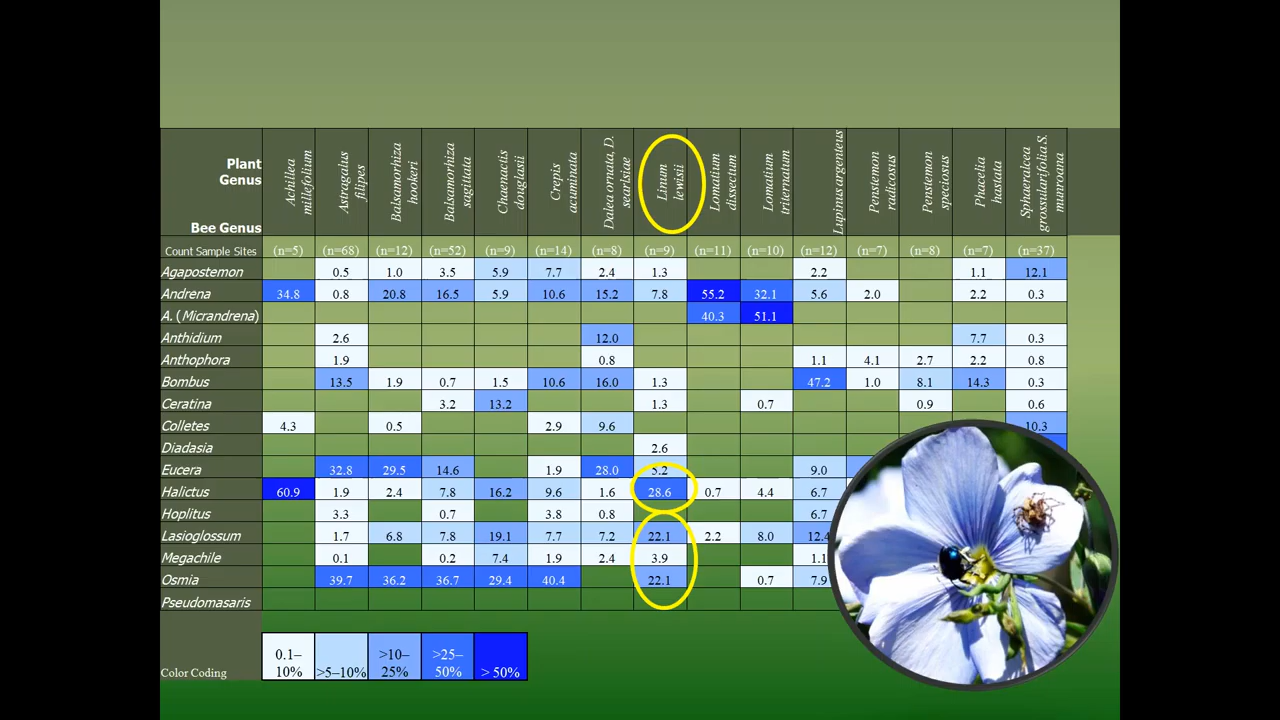 Plant Genus
Bee Genus
Achillea millefolium
Astragalus filipes
Balsamorhiza hookeri
Balsamorhiza sagittata
Chaenactis douglasii
Crepis acuminata
Dalea ornata, D. searlsiae
Linum lewisii
Lomatium dissectum
Lomatium triternatum
Lupinus argenteus
Penstemon radicosus
Penstemon speciosus
Phacelia hastata
Sphaeralcea grossularifolia S. munroana
Count Sample Sites (n=5) (n=68) (n=12) (n=52) (n=9) (n=14) (n=8) (n=9) (n=11) (n=10) (n=12) (n=7) (n=8) (n=7) (n=37)
Agapostemon 0.5 1.0 3.5 5.9 7.7 2.4 1.3 2.2 1.1 12.1
Andrena 34.8 0.8 20.8 16.5 5.9 10.6 15.2 7.8 55.2 32.1 5.6 2.0 2.2 0.3
A. (Micrandrena) 40.3 51.1
Anthidium 2.6 12.0 7.7 0.3
Anthophora 1.9 0.8 1.1 4.1 2.7 2.2 0.8
Bombus 13.5 1.9 0.7 1.5 10.6 16.0 1.3 47.2 1.0 8.1 14.3 0.3
Ceratina 3.2 13.2 1.3 0.7 0.9 0.6
Colletes 4.3 0.5 2.9 9.6 10.3
Diadasia 2.6
Eucera 32.8 29.5 14.6 1.9 28.0 5.2 9.0
Halictus 60.9 1.9 2.4 7.8 16.2 9.6 1.6 28.6 0.7 4.4 6.7
Hoplitus 3.3 0.7 3.8 0.8 6.7
Lasioglossum 1.7 6.8 7.8 19.1 7.7 7.2 22.1 2.2 8.0 12.4
Megachile 0.1 0.2 7.4 1.9 2.4 3.9 1.1
Osmia 39.7 36.2 36.7 29.4 40.4 22.1 0.7 7.9
Pseudomasaris
Color Coding 0.1–10% >5–10% >10–25% >25–50% > 50%